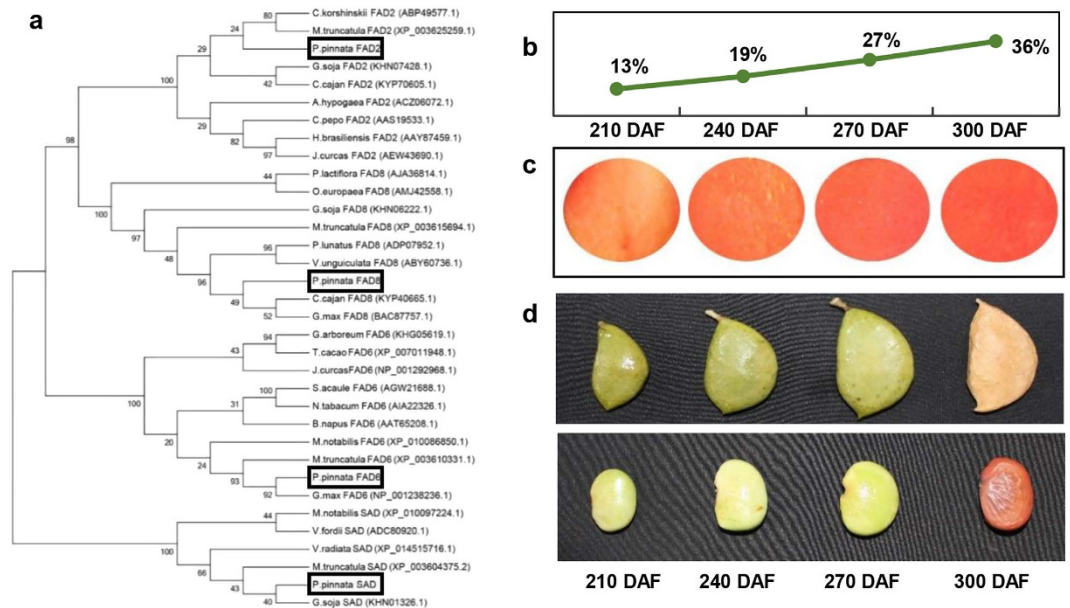 a
C.korshinskii FAD2 (ABP49577.1)
M.truncatula FAD2 (XP_003625259.1)
P.pinnata FAD2
G.soja FAD2 (KHN07428.1)
C.cajan FAD2 (KYP70605.1)
A.hypogaea FAD2 (ACZ06072.1)
C.pepo FAD2 (AAS19533.1)
H.brasiliensis FAD2 (AAY87459.1)
J.curcas FAD2 (AEW43690.1)
P.lactiflora FAD8 (AJA36814.1)
O.europaea FAD8 (AMJ42558.1)
G.soja FAD8 (KHN06222.1)
M.truncatula FAD8 (XP_003615694.1)
P.lunatus FAD8 (ADP07952.1)
V.unguiculata FAD8 (ABY60736.1)
P.pinnata FAD8
C.cajan FAD8 (KYP40665.1)
G.max FAD8 (BAC87757.1)
G.arboreum FAD6 (KHG05619.1)
T.cacao FAD6 (XP_007011948.1)
J.curcasFAD6 (NP_001292968.1)
S.acaule FAD6 (AGW21688.1)
N.tabacum FAD6 (AIA22326.1)
B.napus FAD6 (AAT65208.1)
M.notabilis FAD6 (XP_010086850.1)
M.truncatula FAD6 (XP_003610331.1)
P.pinnata FAD6
G.max FAD6 (NP_001238236.1)
M.notabilis SAD (XP_010097224.1)
V.fordii SAD (ADC80920.1)
V.radiata SAD (XP_014515716.1)
M.truncatula SAD (XP_003604375.2)
P.pinnata SAD
G.soja SAD (KHN01326.1)
80
24
29
100
42
29
82
97
98
44
100
97
48
96
96
49
52
94
43
100
100
31
20
24
93
92
44
100
66
43
40
b
13%
19%
27%
36%
210 DAF 240 DAF 270 DAF 300 DAF
c
d
210 DAF 240 DAF 270 DAF 300 DAF